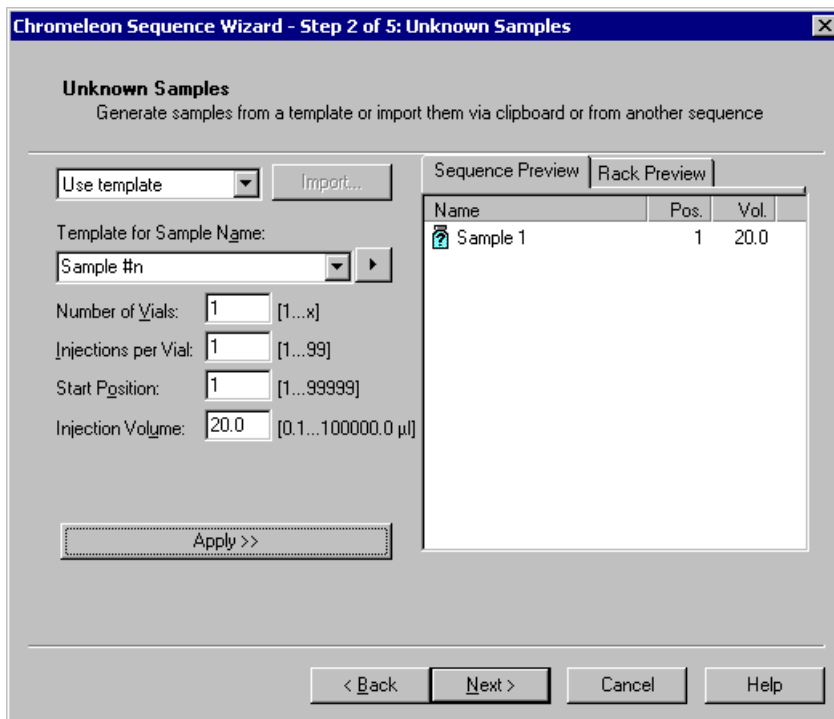 Chromeleon Sequence Wizard - Step 2 of 5: Unknown Samples
Unknown Samples
Generate samples from a template or import them via clipboard or from another sequence
Use template
Import...
Template for Sample Name:
Sample #n
Number of Vials: 1 [1...x]
Injections per Vial: 1 [1...99]
Start Position: 1 [1...99999]
Injection Volume: 20.0 [0.1...100000.0 µl]
Apply >>
Sequence Preview Rack Preview
Name Pos. Vol.
? Sample 1 1 20.0
< Back Next > Cancel Help